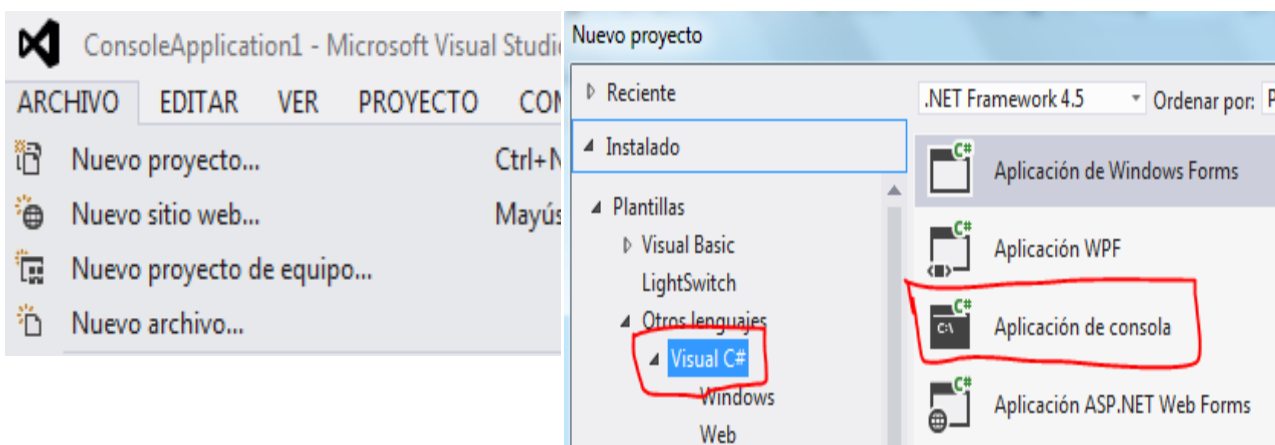 ConsoleApplication1 - Microsoft Visual Studi
ARCHIVO EDITAR VER PROYECTO
Nuevo proyecto... Ctrl+N
Nuevo sitio web... Mayús
Nuevo proyecto de equipo...
Nuevo archivo...
Nuevo proyecto
Reciente
Instalado
Plantillas
Visual Basic
LightSwitch
Otros lenguajes
Visual C#
Windows
Web
.NET Framework 4.5 Ordenar por: P
C# Aplicación de Windows Forms
C# Aplicación WPF
C# C:\ Aplicación de consola
C# Aplicación ASP.NET Web Forms